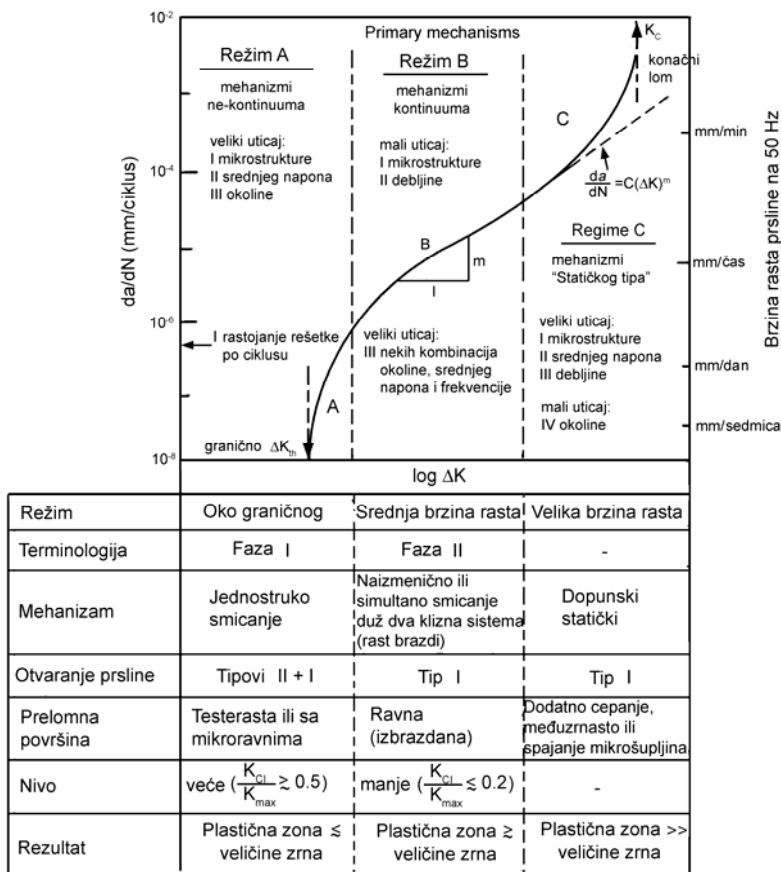 10⁻²
10⁻⁴
10⁻⁶
10⁻⁸
da/dN (mm/ciklus)
Primary mechanisms
Režim A
mehanizmi
ne-kontinuuma
veliki uticaj:
I mikrostrukture
II srednjeg napona
III okoline
Režim B
mehanizmi
kontinuuma
mali uticaj:
I mikrostrukture
II debljine
B
m
I
veliki uticaj:
III nekih kombinacija
okoline, srednjeg
napona i frekvencije
K_C
konačni
lom
C
da/dN = C(ΔK)^m
Regime C
mehanizmi
"Statičkog tipa"
veliki uticaj:
I mikrostrukture
II srednjeg napona
III debljine
mali uticaj:
IV okoline
I rastojanje rešetke
po ciklusu
A
granično ΔK_th
mm/min
mm/čas
mm/dan
mm/sedmica
Brzina rasta prsline na 50 Hz
log ΔK
Režim
Oko graničnog
Srednja brzina rasta
Velika brzina rasta
Terminologija
Faza I
Faza II
-
Mehanizam
Jednostruko
smicanje
Naizmenično ili
simultano smicanje
duž dva klizna sistema
(rast brazdi)
Dopunski
statički
Otvaranje prsline
Tipovi II + I
Tip I
Tip I
Prelomna
površina
Testerasta ili sa
mikroravnima
Ravna
(izbrazdana)
Dodatno cepanje,
međuzrnasto ili
spajanje mikrošupljina
Nivo
veće (K_CI/K_max ≳ 0.5)
manje (K_CI/K_max ≲ 0.2)
-
Rezultat
Plastična zona ≲
veličine zrna
Plastična zona ≳
veličine zrna
Plastična zona >>
veličine zrna